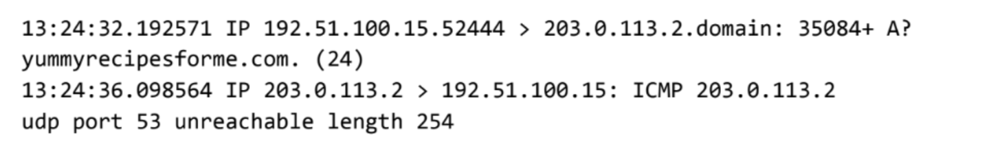 13:24:32.192571 IP 192.51.100.15.52444 > 203.0.113.2.domain: 35084+ A?
yummyrecipesforme.com. (24)
13:24:36.098564 IP 203.0.113.2 > 192.51.100.15: ICMP 203.0.113.2
udp port 53 unreachable length 254